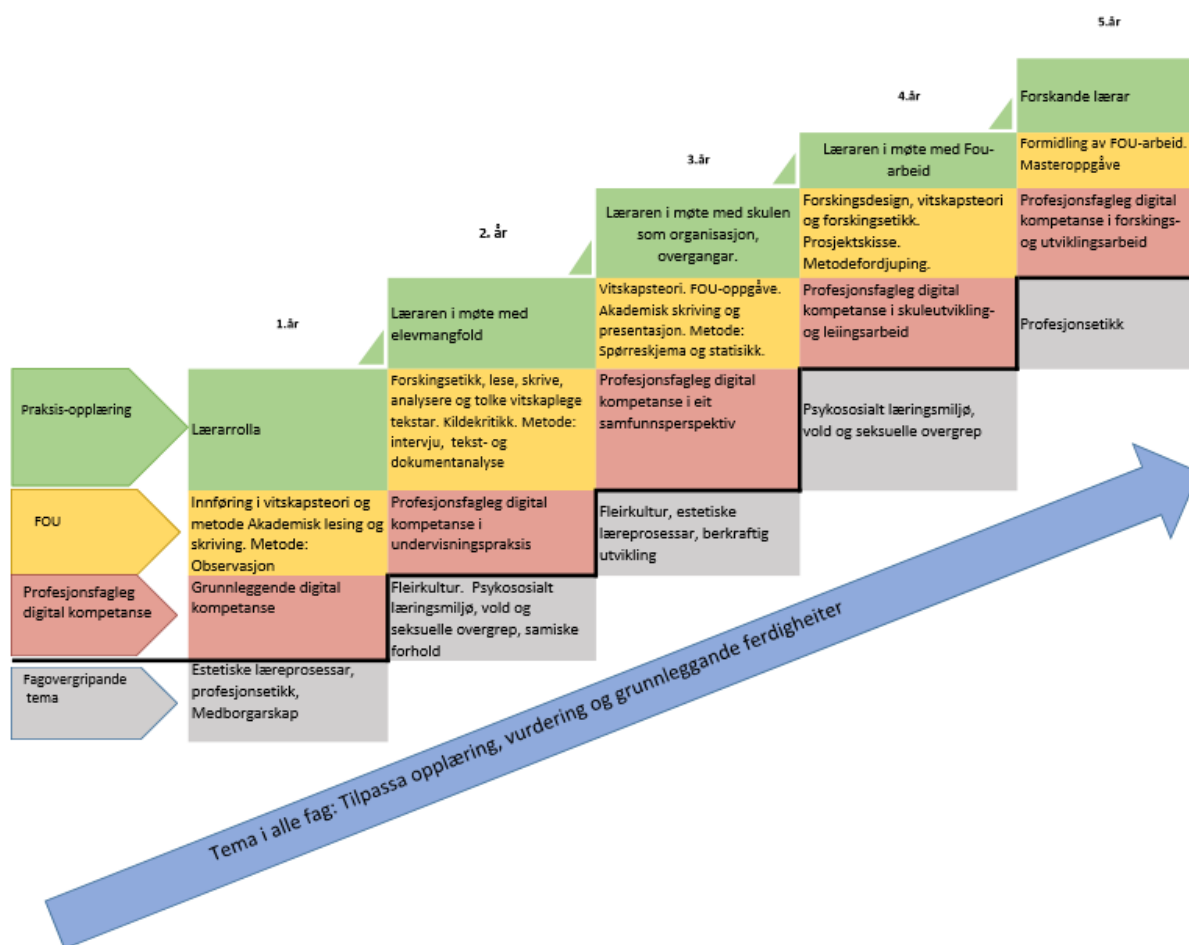 5.år
Forskande lærar
Formidling av FOU-arbeid.
Masteroppgåve
Profesjonsfagleg digital
kompetanse i forskings-
og utviklingsarbeid
Profesjonsetikk
4.år
Læraren i møte med Fou-
arbeid
Forskingsdesign, vitskapsteori
og forskingsetikk.
Prosjektskisse.
Metodefordjuping.
Profesjonsfagleg digital
kompetanse i skuleutvikling-
og leiingsarbeid
Psykososialt læringsmiljø,
vold og seksuelle overgrep
3.år
Læraren i møte med skulen
som organisasjon,
overgangar.
Vitskapsteori. FOU-oppgåve.
Akademisk skriving og
presentasjon. Metode:
Spørreskjema og statisikk.
Profesjonsfagleg digital
kompetanse i eit
samfunnsperspektiv
Fleirkultur, estetiske
læreprosessar, berkraftig
utvikling
2. år
Læraren i møte med
elevmangfold
Forskingsetikk, lese, skrive,
analysere og tolke vitskaplege
tekstar. Kildekritikk. Metode:
intervju, tekst- og
dokumentanalyse
Profesjonsfagleg digital
kompetanse i
undervisningspraksis
Fleirkultur. Psykososialt
læringsmiljø, vold og
seksuelle overgrep, samiske
forhold
1.år
Lærarrolla
Innføring i vitskapsteori og
metode Akademisk lesing og
skriving. Metode:
Observasjon
Grunnleggende digital
kompetanse
Estetiske læreprosessar,
profesjonsetikk,
Medborgarskap
Praksis-opplæring
FOU
Profesjonsfagleg
digital kompetanse
Fagovergripande
tema
Tema i alle fag: Tilpassa opplæring, vurdering og grunnleggande ferdigheiter